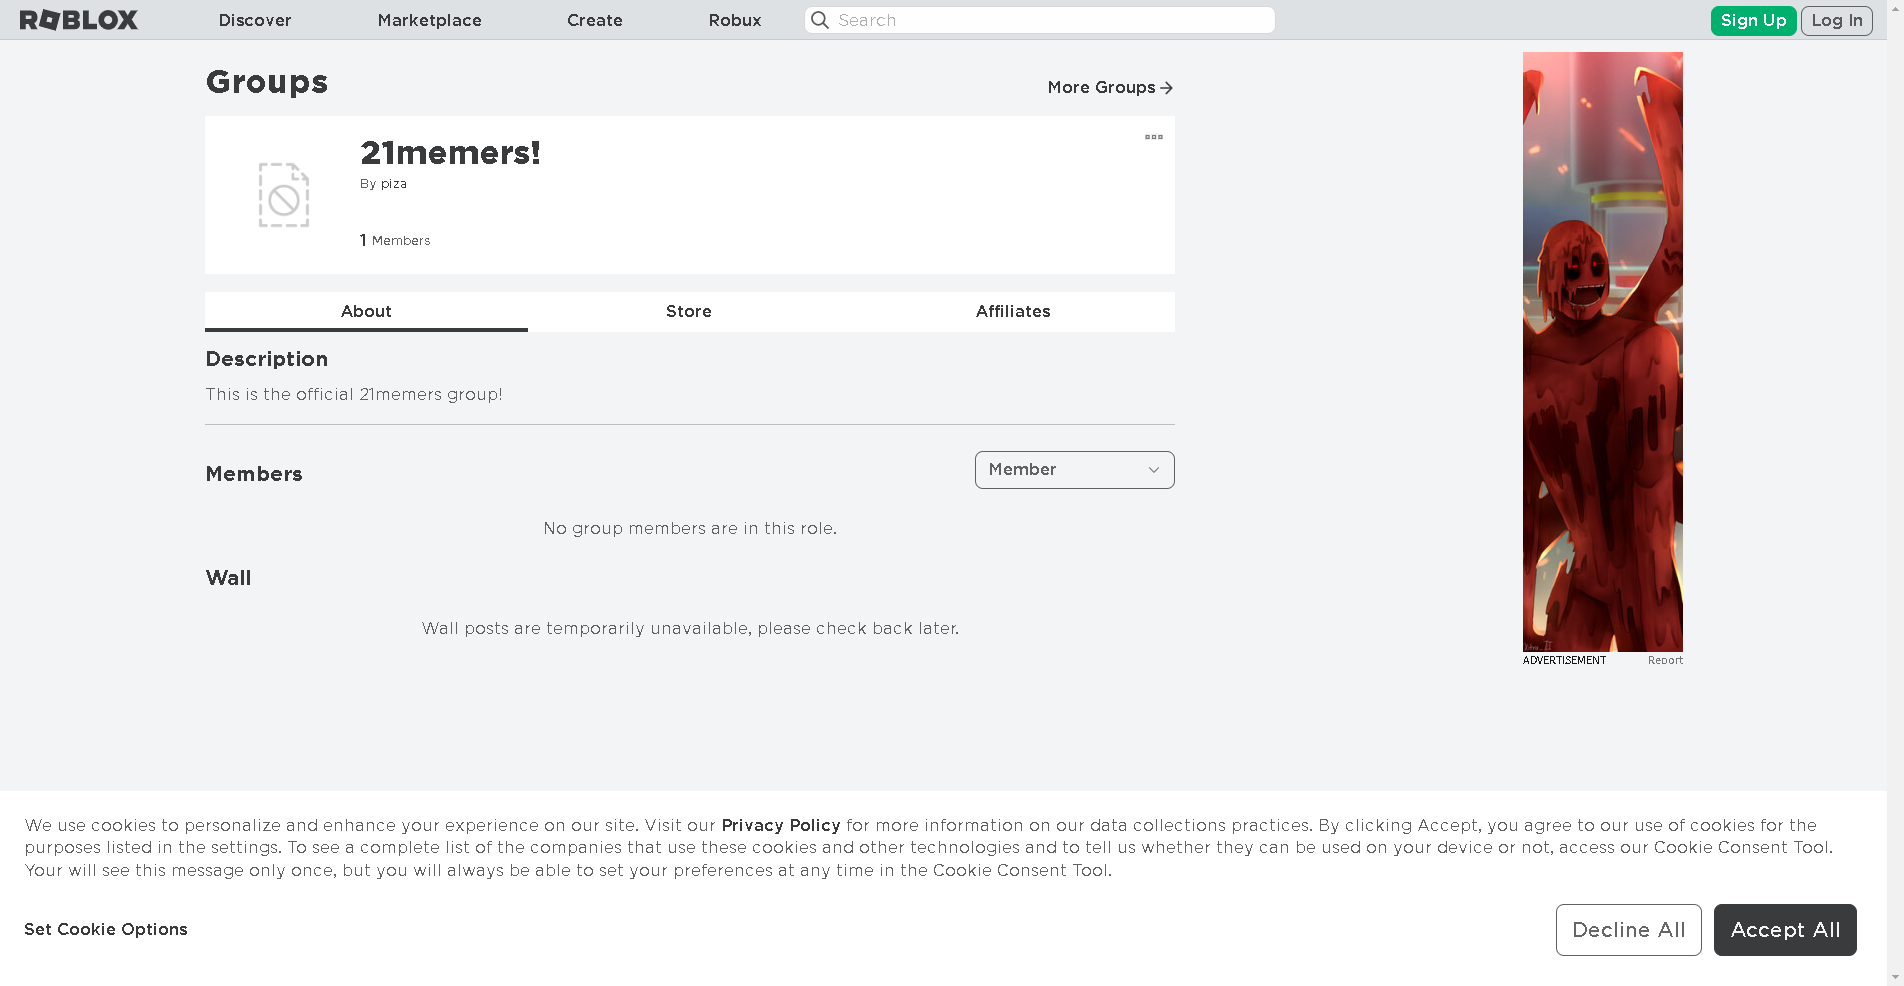 ROBLOX Discover Marketplace Create Robux Search Sign Up Log In
Groups
More Groups
21memers!
By piza
1 Members
About Store Affiliates
Description
This is the official 21memers group!
Members
Member
No group members are in this role.
Wall
Wall posts are temporarily unavailable, please check back later.
ADVERTISEMENT Report
We use cookies to personalize and enhance your experience on our site. Visit our Privacy Policy for more information on our data collections practices. By clicking Accept, you agree to our use of cookies for the
purposes listed in the settings. To see a complete list of the companies that use these cookies and other technologies and to tell us whether they can be used on your device or not, access our Cookie Consent Tool.
Your will see this message only once, but you will always be able to set your preferences at any time in the Cookie Consent Tool.
Set Cookie Options
Decline All
Accept All